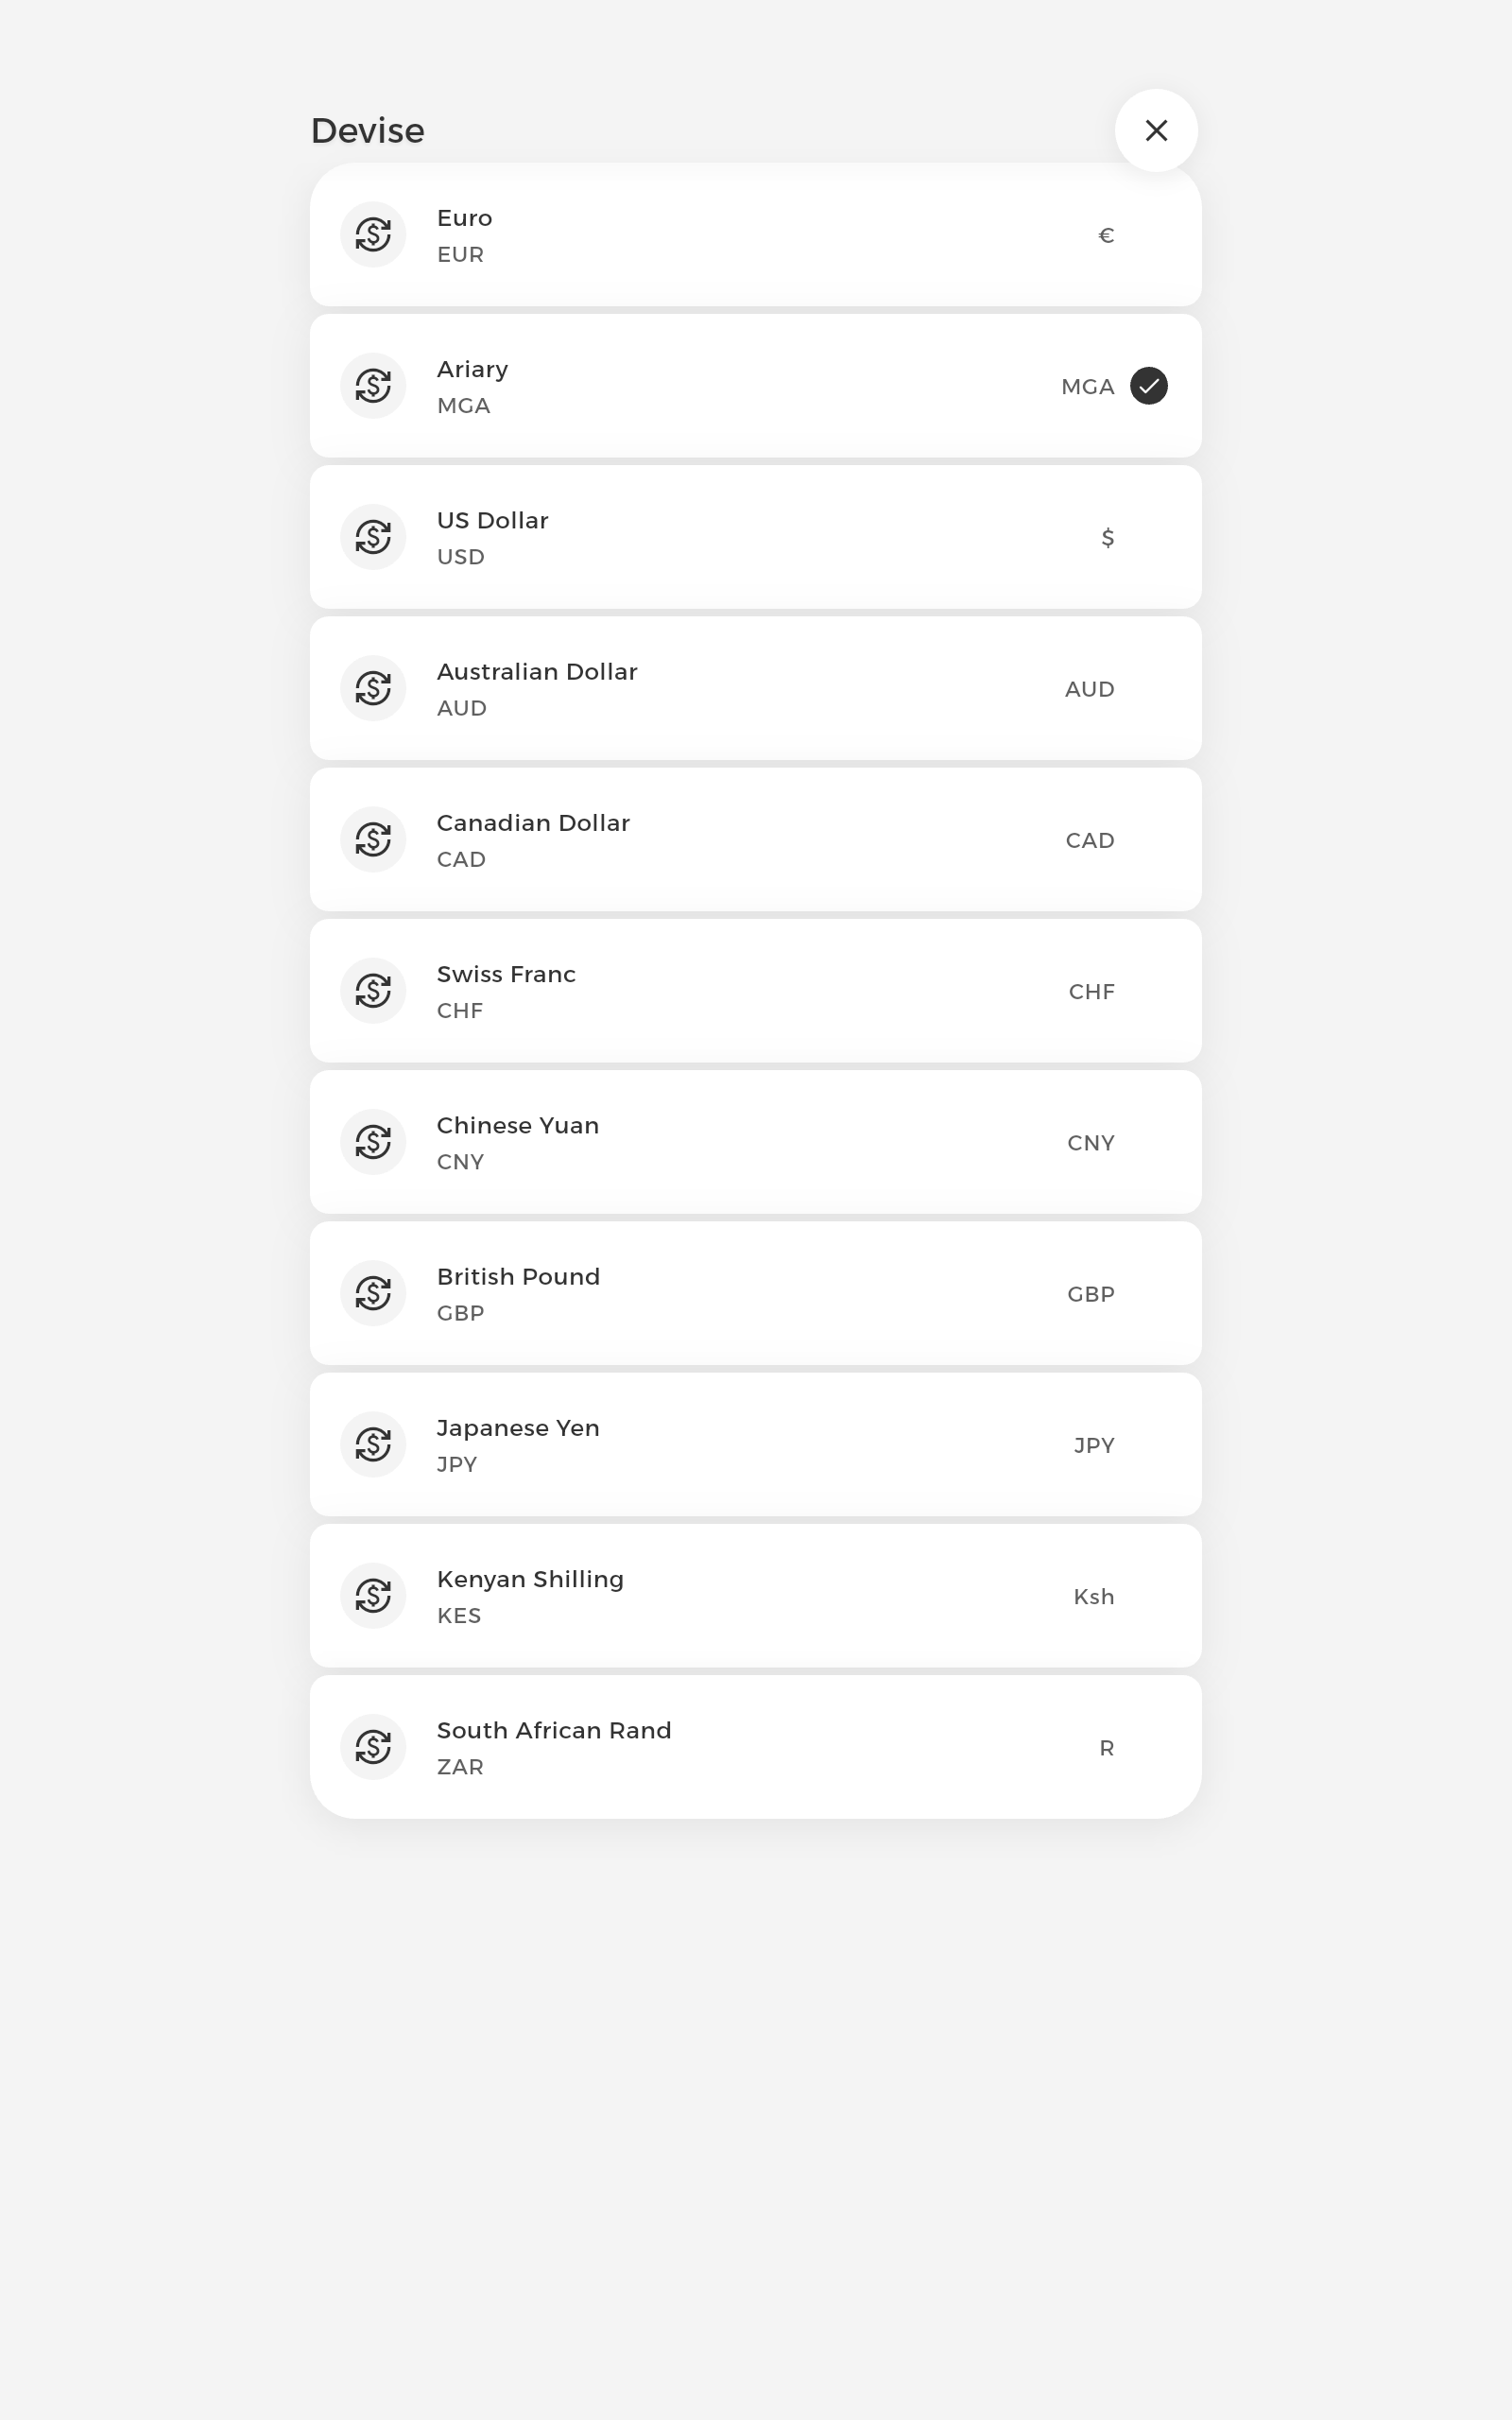 Devise
Euro
EUR
€
Ariary
MGA
MGA
US Dollar
USD
$
Australian Dollar
AUD
AUD
Canadian Dollar
CAD
CAD
Swiss Franc
CHF
CHF
Chinese Yuan
CNY
CNY
British Pound
GBP
GBP
Japanese Yen
JPY
JPY
Kenyan Shilling
KES
Ksh
South African Rand
ZAR
R